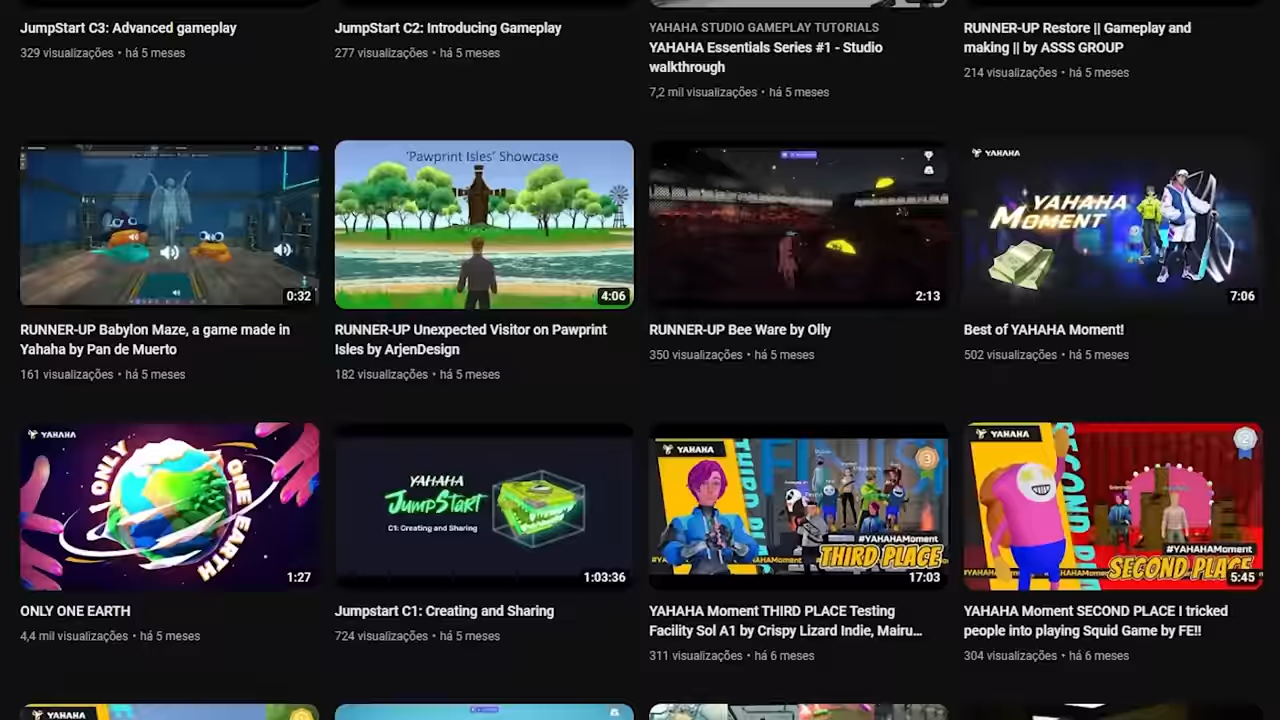 JumpStart C3: Advanced gameplay
329 visualizações • há 5 meses
JumpStart C2: Introducing Gameplay
277 visualizações • há 5 meses
YAHAHA STUDIO GAMEPLAY TUTORIALS
YAHAHA Essentials Series #1 - Studio
walkthrough
7,2 mil visualizações • há 5 meses
RUNNER-UP Restore || Gameplay and
making || by ASSS GROUP
214 visualizações • há 5 meses
0:32
RUNNER-UP Babylon Maze, a game made in
Yahaha by Pan de Muerto
161 visualizações • há 5 meses
'Pawprint Isles' Showcase
4:06
RUNNER-UP Unexpected Visitor on Pawprint
Isles by ArjenDesign
182 visualizações • há 5 meses
2:13
RUNNER-UP Bee Ware by Olly
350 visualizações • há 5 meses
YAHAHA
YAHAHA
MOMENT
7:06
Best of YAHAHA Moment!
502 visualizações • há 5 meses
YAHAHA
ONLY
ONE EARTH
1:27
ONLY ONE EARTH
4,4 mil visualizações • há 5 meses
YAHAHA
JUMPSTART
C1: Creating and Sharing
1:03:36
Jumpstart C1: Creating and Sharing
724 visualizações • há 5 meses
YAHAHA
THIRD PLA
FINISH
3
#YAHAHAMoment
THIRD PLACE
17:03
YAHAHA Moment THIRD PLACE Testing
Facility Sol A1 by Crispy Lizard Indie, Mairu...
311 visualizações • há 6 meses
YAHAHA
SECOND PLA
2
#YAHAHAMoment
SECOND PLACE
5:45
YAHAHA Moment SECOND PLACE I tricked
people into playing Squid Game by FE!!
304 visualizações • há 6 meses
YAHAHA